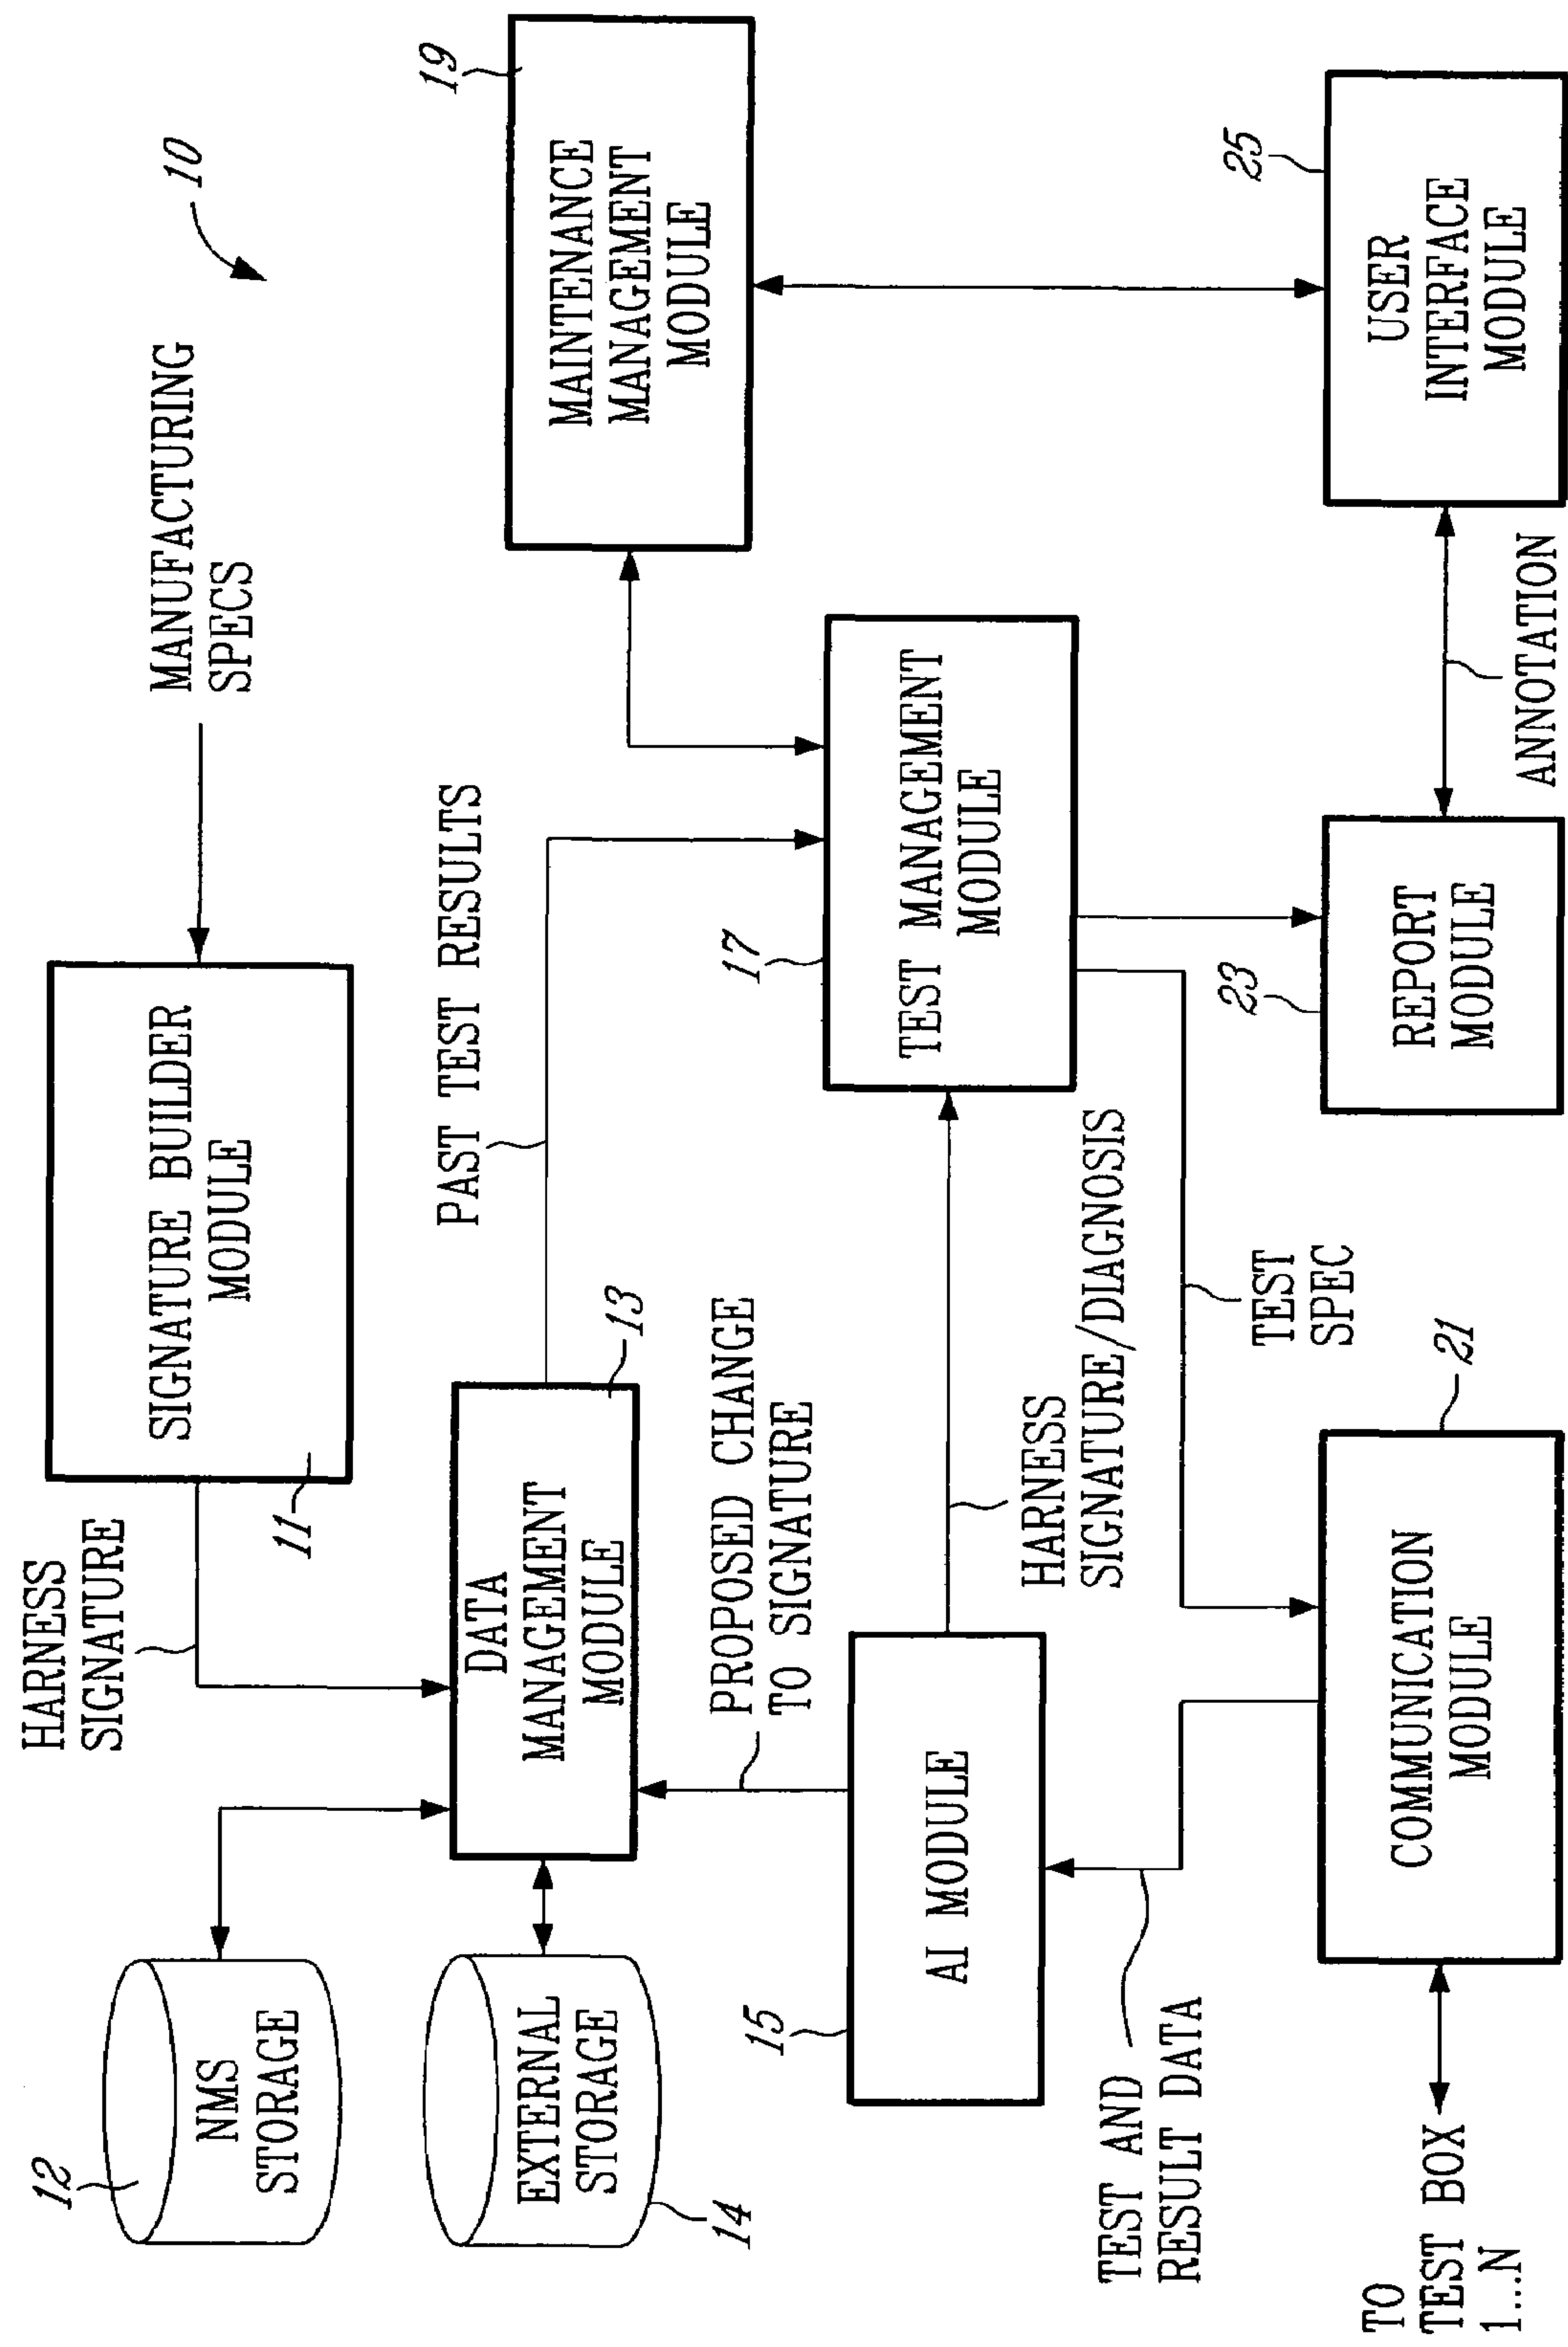 10
MANUFACTURING
SPECS
SIGNATURE BUILDER
MODULE
11
HARNESS
SIGNATURE
12
NMS
STORAGE
EXTERNAL
STORAGE
14
DATA
MANAGEMENT
MODULE
13
PAST TEST RESULTS
19
MAINTENANCE
MANAGEMENT
MODULE
PROPOSED CHANGE
TO SIGNATURE
15
AI MODULE
HARNESS
SIGNATURE/DIAGNOSIS
17
TEST MANAGEMENT
MODULE
TEST AND
RESULT DATA
TEST
SPEC
TO
TEST BOX
1...N
COMMUNICATION
MODULE
21
23
REPORT
MODULE
ANNOTATION
25
USER
INTERFACE
MODULE